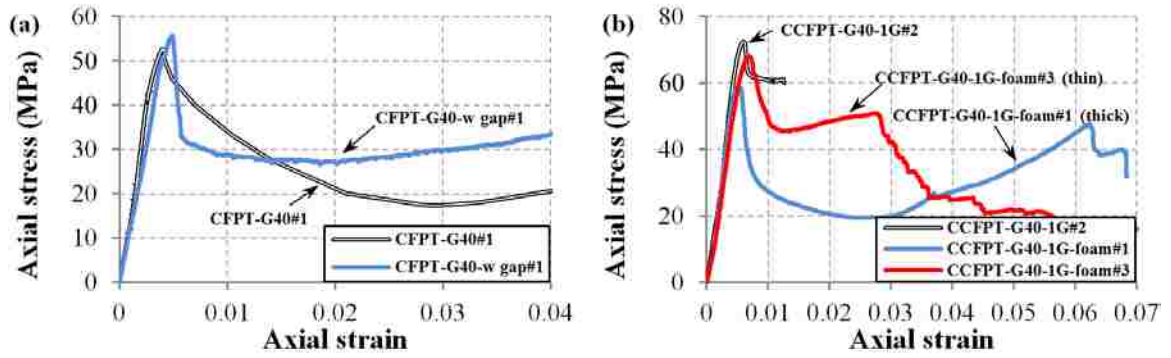 (a)
Axial stress (MPa)
60
50
40
30
20
10
0
CFPT-G40-w gap#1
CFPT-G40#1
CFPT-G40#1
CFPT-G40-w gap#1
0 0.01 0.02 0.03 0.04
Axial strain
(b)
Axial stress (MPa)
80
60
40
20
0
CCFPT-G40-1G#2
CCFPT-G40-1G-foam#3 (thin)
CCFPT-G40-1G-foam#1 (thick)
CCFPT-G40-1G#2
CCFPT-G40-1G-foam#1
CCFPT-G40-1G-foam#3
0 0.01 0.02 0.03 0.04 0.05 0.06 0.07
Axial strain